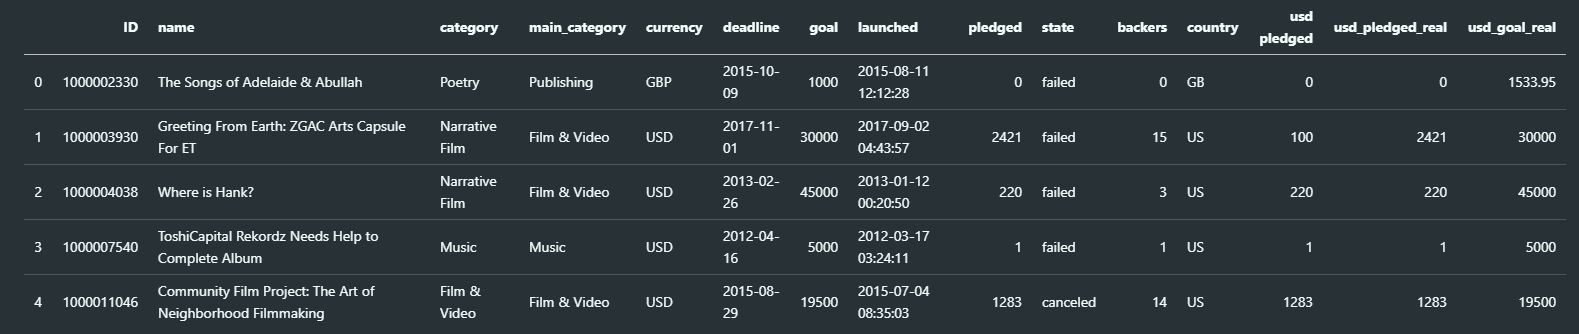 ID name category main_category currency deadline goal launched pledged state backers country usd pledged usd_pledged_real usd_goal_real
0 1000002330 The Songs of Adelaide & Abullah Poetry Publishing GBP 2015-10-09 1000 2015-08-11 12:12:28 0 failed 0 GB 0 0 1533.95
1 1000003930 Greeting From Earth: ZGAC Arts Capsule For ET Narrative Film Film & Video USD 2017-11-01 30000 2017-09-02 04:43:57 2421 failed 15 US 100 2421 30000
2 1000004038 Where is Hank? Narrative Film Film & Video USD 2013-02-26 45000 2013-01-12 00:20:50 220 failed 3 US 220 220 45000
3 1000007540 ToshiCapital Rekordz Needs Help to Complete Album Music Music USD 2012-04-16 5000 2012-03-17 03:24:11 1 failed 1 US 1 1 5000
4 1000011046 Community Film Project: The Art of Neighborhood Filmmaking Film & Video Film & Video USD 2015-08-29 19500 2015-07-04 08:35:03 1283 canceled 14 US 1283 1283 19500